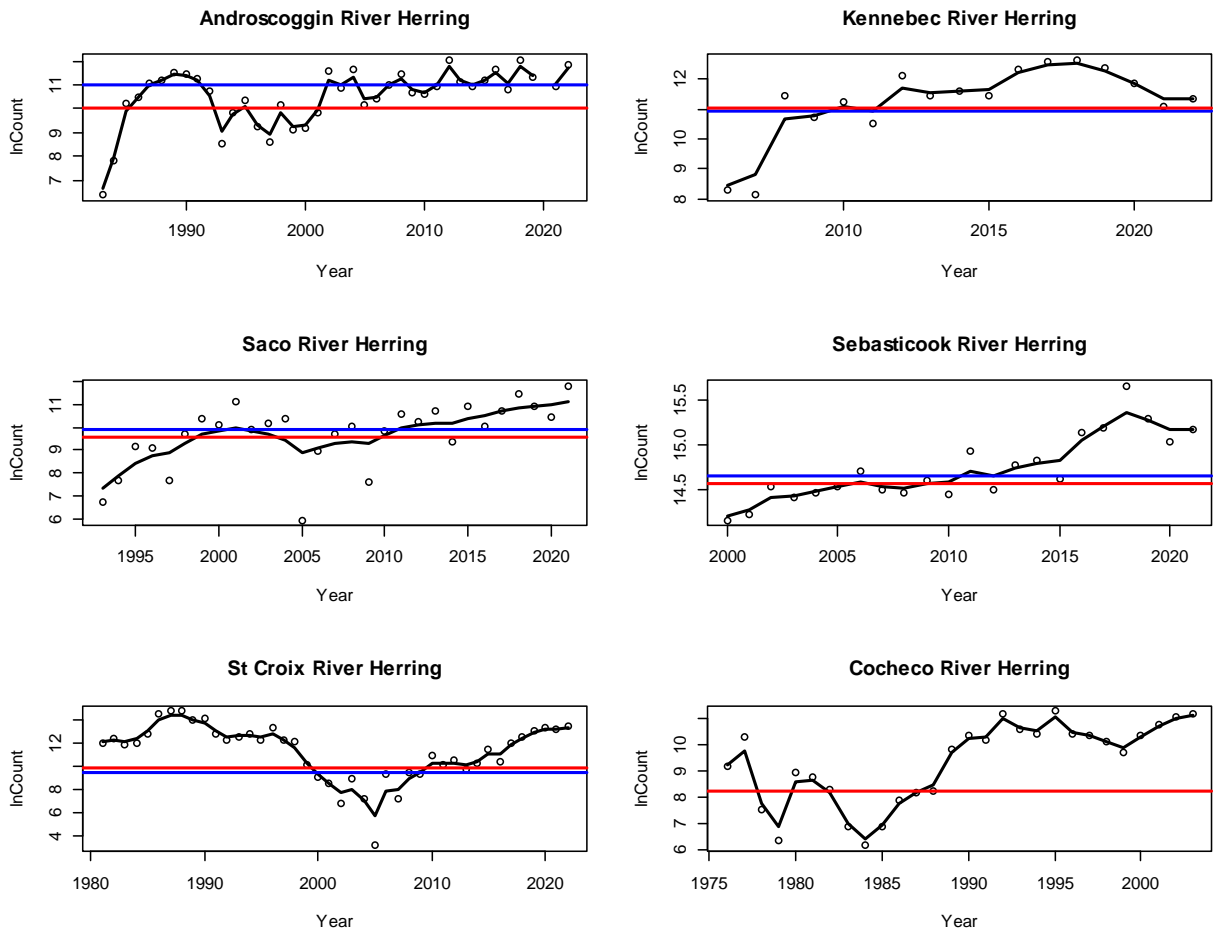 Androscoggin River Herring
lnCount
7 8 9 11
1990 2000 2010 2020
Year
Kennebec River Herring
lnCount
8 9 11 12
2010 2015 2020
Year
Saco River Herring
lnCount
6 7 8 9 11
1995 2000 2005 2010 2015 2020
Year
Sebasticook River Herring
lnCount
14.5 15.0 15.5
2000 2005 2010 2015 2020
Year
St Croix River Herring
lnCount
4 6 8 12
1980 1990 2000 2010 2020
Year
Cocheco River Herring
lnCount
6 7 8 9 10
1975 1980 1985 1990 1995 2000
Year